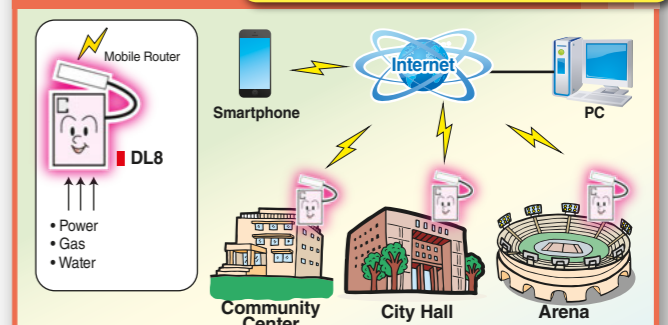 Mobile Router
C
DL8
• Power
• Gas
• Water
Smartphone
Internet
PC
Community
Center
City Hall
Arena